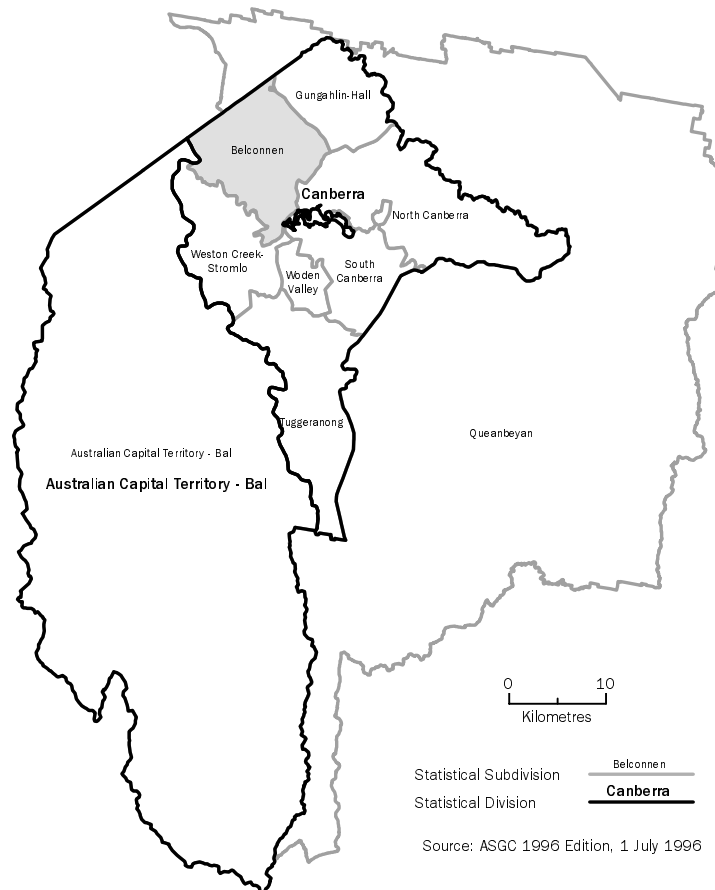 Gungahlin-Hall
Belconnen
Canberra
North Canberra
Weston Creek-
Stromlo
Woden
Valley
South
Canberra
Tuggeranong
Queanbeyan
Australian Capital Territory - Bal
Australian Capital Territory - Bal
0 10
Kilometres
Belconnen
Statistical Subdivision
Canberra
Statistical Division
Source: ASGC 1996 Edition, 1 July 1996